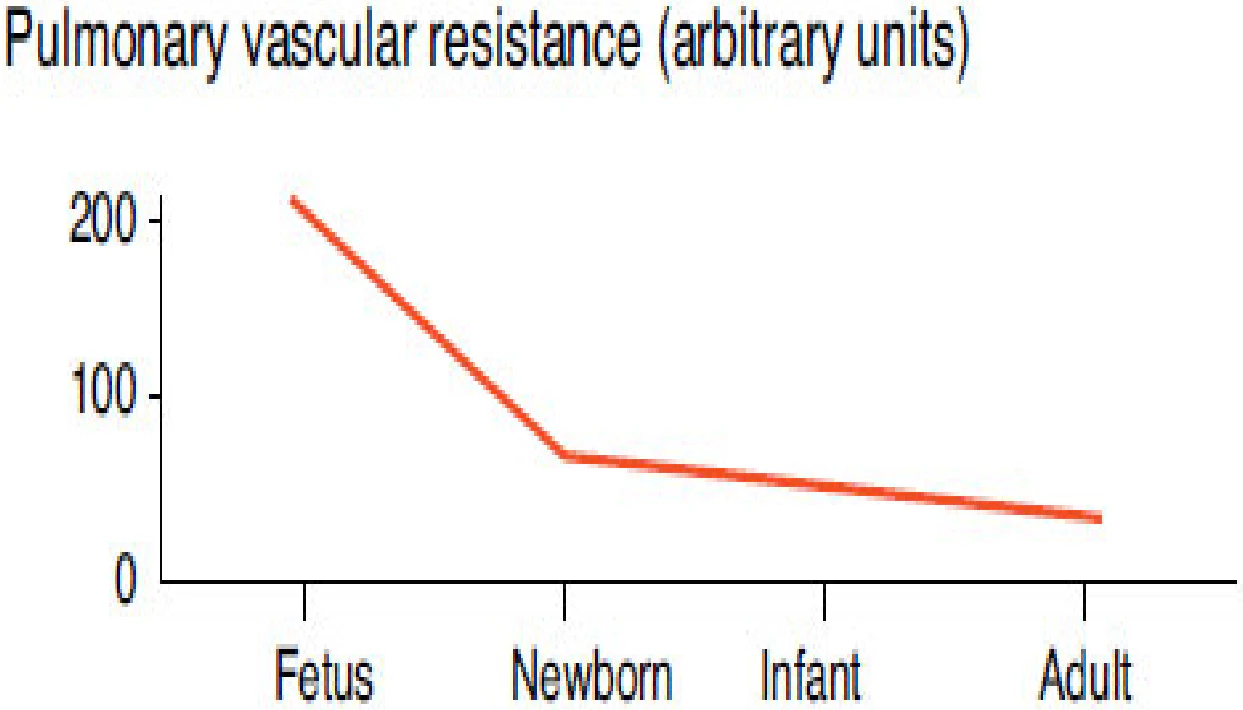 Pulmonary vascular resistance (arbitrary units)
200
100
0
Fetus Newborn Infant Adult